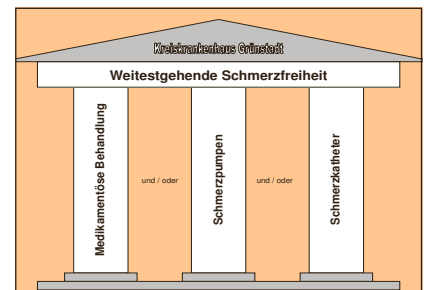 Kreiskrankenhaus Grünstadt
Weitestgehende Schmerzfreiheit
Medikamentöse Behandlung
und / oder
Schmerzpumpen
und / oder
Schmerzkatheter